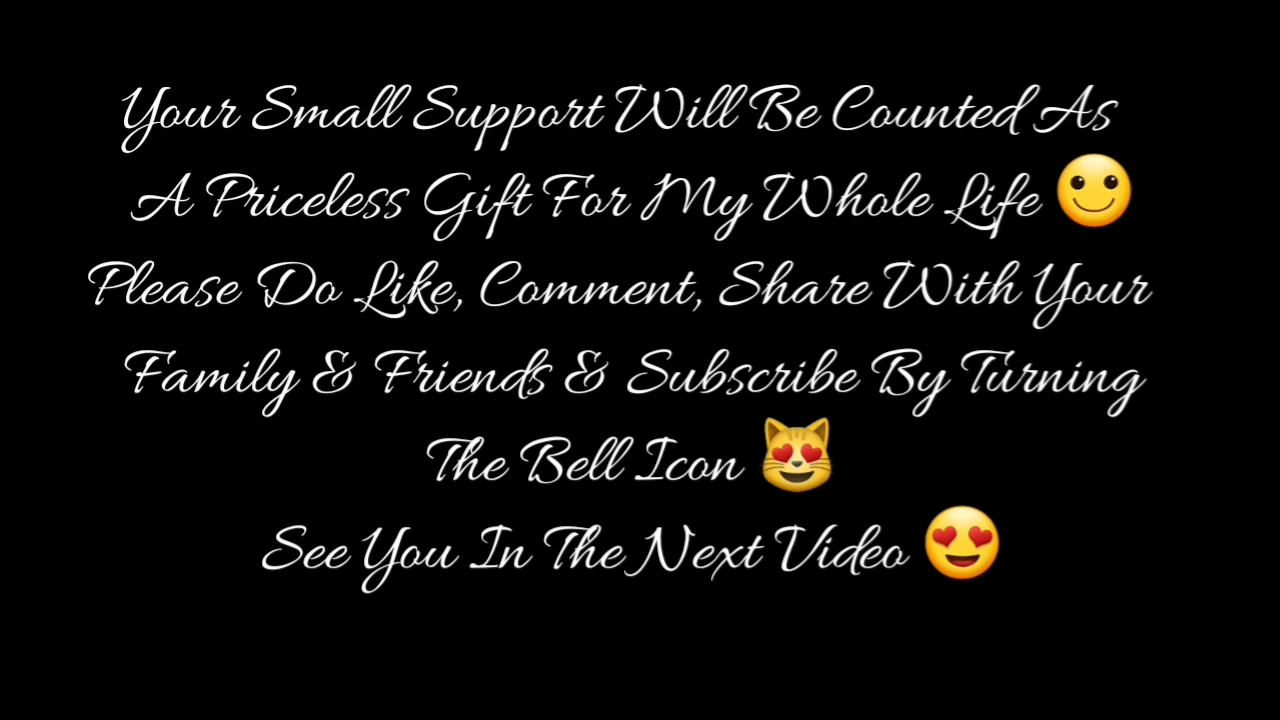 Your Small Support Will Be Counted As
A Priceless Gift For My Whole Life 🙂
Please Do Like, Comment, Share With Your
Family & Friends & Subscribe By Turning
The Bell Icon 😻
See You In The Next Video 😍